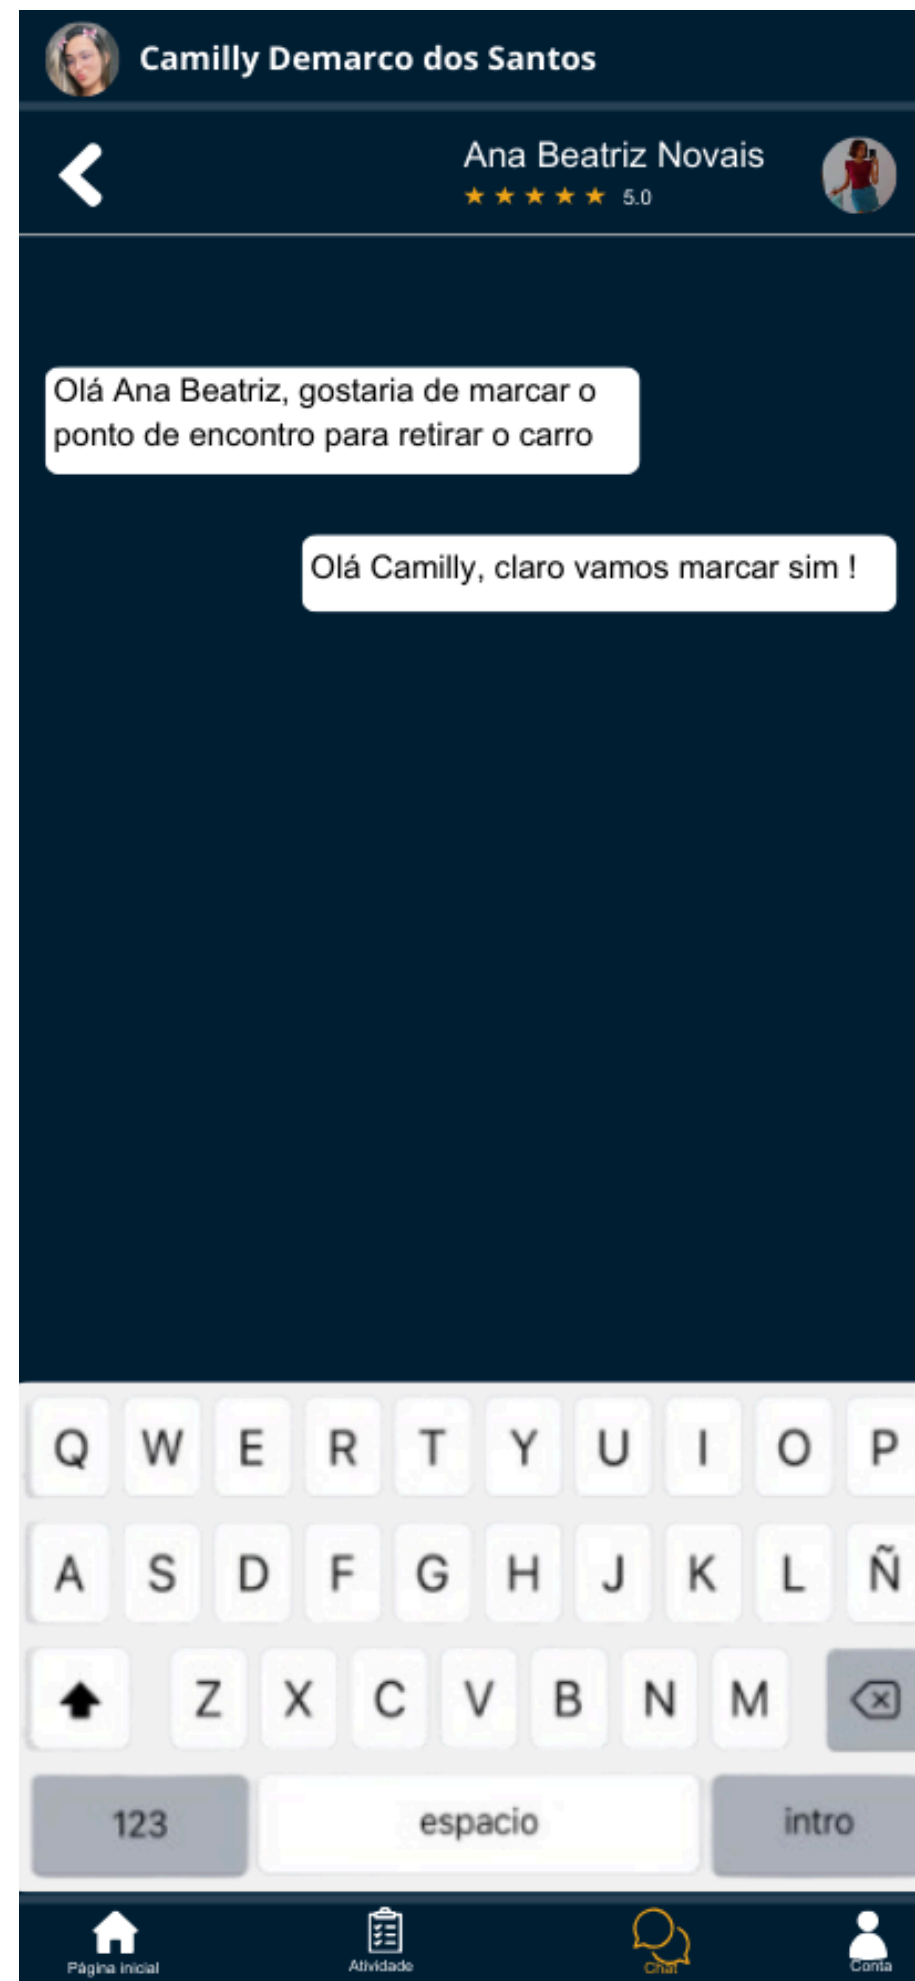 Camilly Demarco dos Santos
Ana Beatriz Novais
5.0
Olá Ana Beatriz, gostaria de marcar o
ponto de encontro para retirar o carro
Olá Camilly, claro vamos marcar sim !
Q W E R T Y U I O P
A S D F G H J K L Ñ
Z X C V B N M
123 espacio intro
Página inicial Atividade Chat Conta